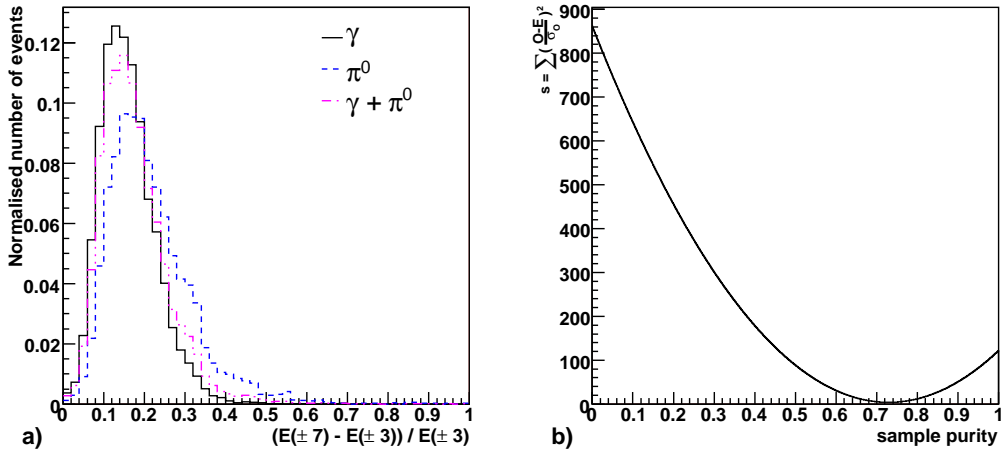 Normalised number of events
0.12
0.1
0.08
0.06
0.04
0.02
0
γ
π⁰
γ + π⁰
0 0.1 0.2 0.3 0.4 0.5 0.6 0.7 0.8 0.9 1
a) (E(± 7) - E(± 3)) / E(± 3)
s = ∑(O-E/σ_O)²
900
800
700
600
500
400
300
200
100
0
0 0.1 0.2 0.3 0.4 0.5 0.6 0.7 0.8 0.9 1
b) sample purity